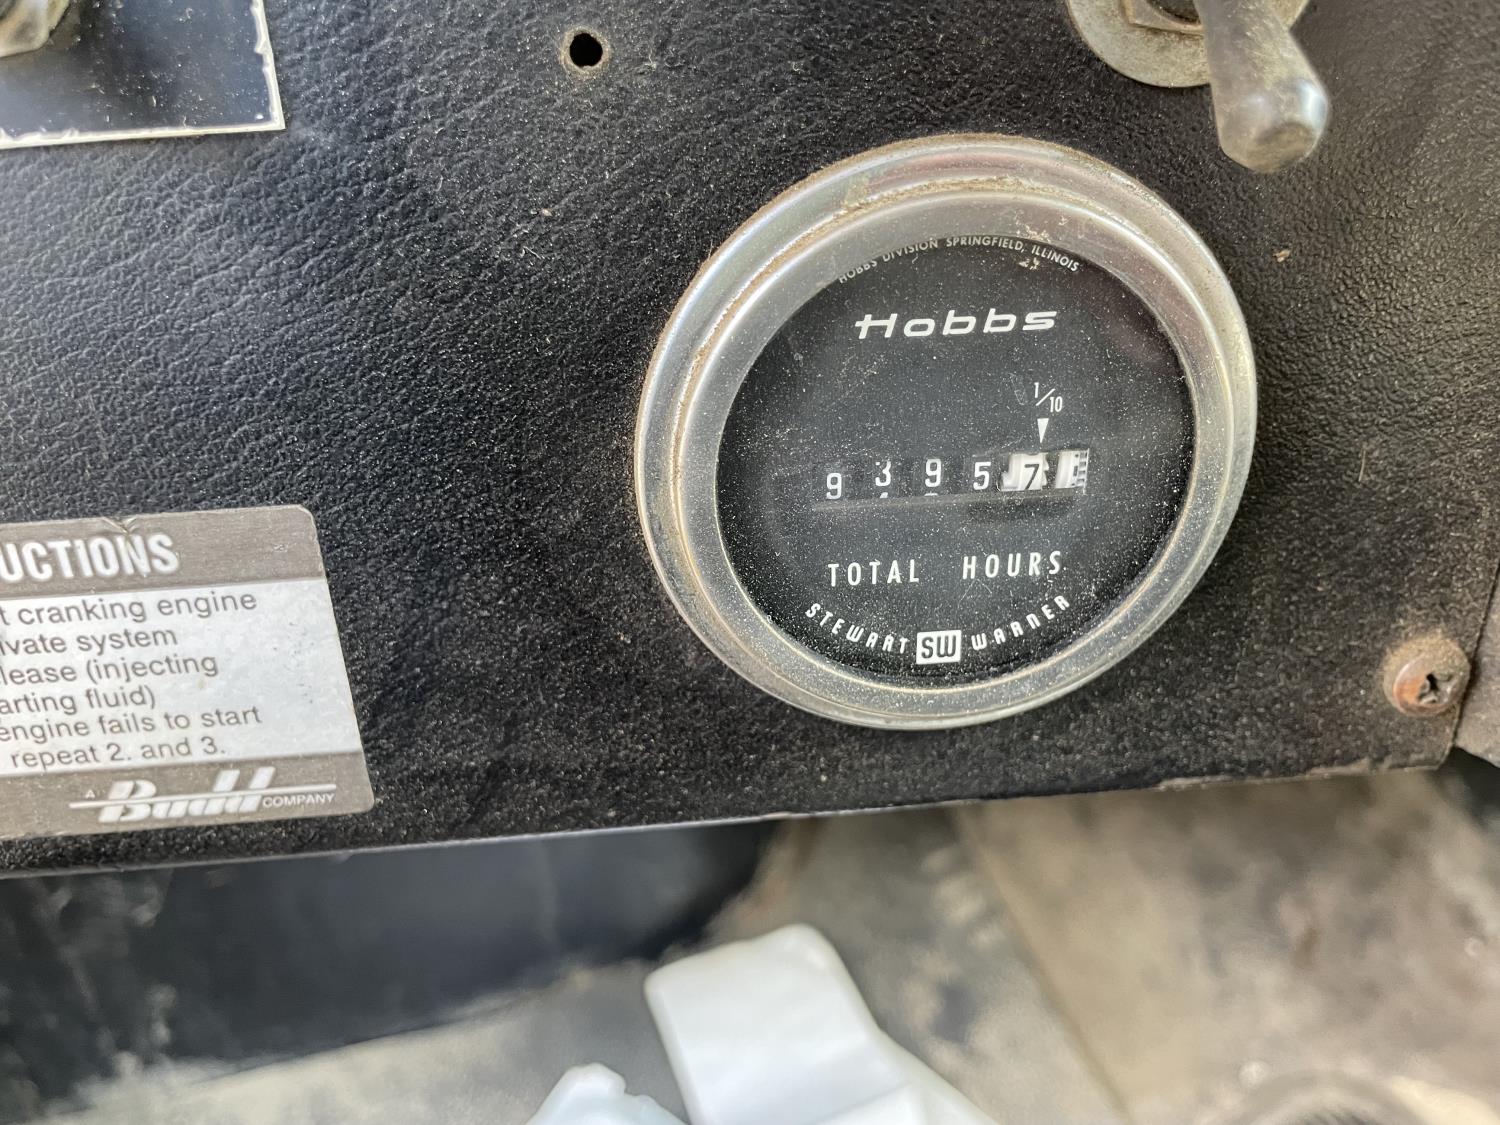 HOBBS DIVISION SPRINGFIELD, ILLINOIS
Hobbs
1/10
9 3 9 5 7
TOTAL HOURS
STEWART SW WARNER
UCTIONS
t cranking engine
ivate system
lease (injecting
arting fluid)
engine fails to start
repeat 2. and 3.
A Budd COMPANY